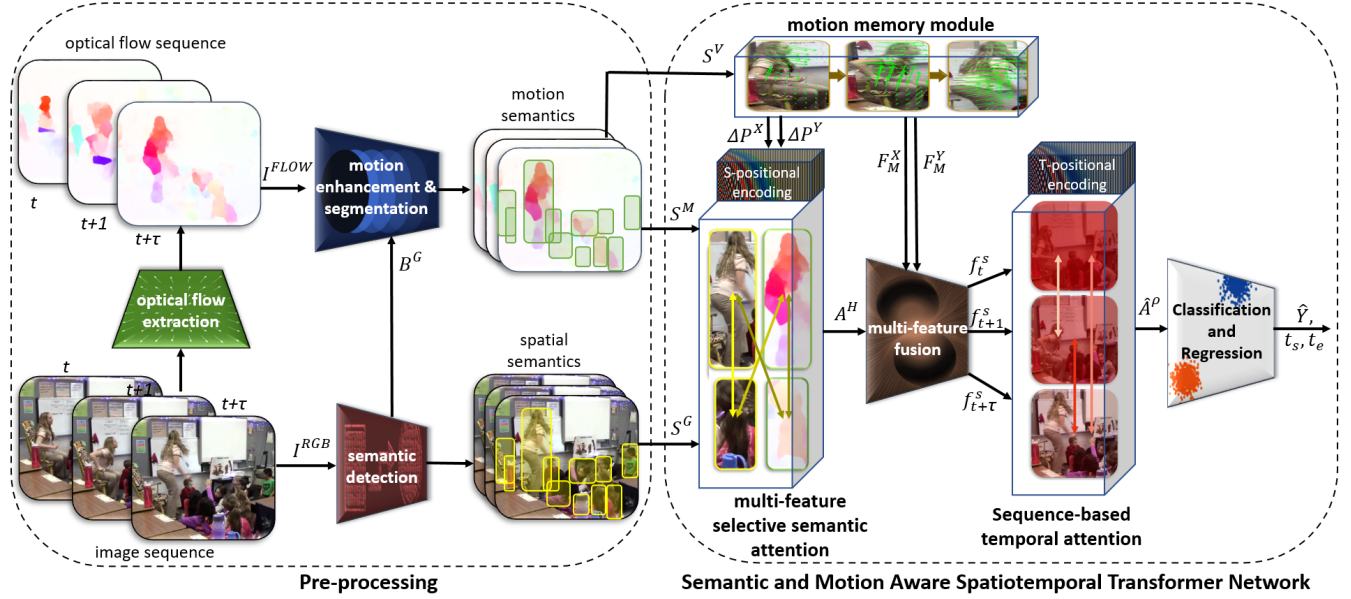 optical flow sequence
t
t+1
t+τ
I^{FLOW}
optical flow
extraction
t
t+1
t+τ
image sequence
I^{RGB}
motion
enhancement &
segmentation
B^G
semantic
detection
motion
semantics
spatial
semantics
Pre-processing
S^V
S^M
S^G
motion memory module
ΔP^X
ΔP^Y
S-positional
encoding
multi-feature
selective semantic
attention
A^H
F_M^X
F_M^Y
multi-feature
fusion
f_t^s
f_{t+1}^s
f_{t+τ}^s
T-positional
encoding
Sequence-based
temporal attention
Â^ρ
Classification
and
Regression
Ŷ,
t_s, t_e
Semantic and Motion Aware Spatiotemporal Transformer Network